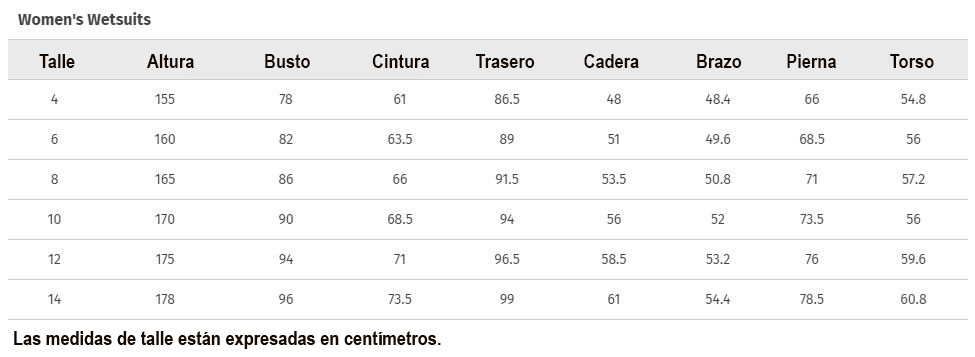 Women's Wetsuits
Talle Altura Busto Cintura Trasero Cadera Brazo Pierna Torso
4 155 78 61 86.5 48 48.4 66 54.8
6 160 82 63.5 89 51 49.6 68.5 56
8 165 86 66 91.5 53.5 50.8 71 57.2
10 170 90 68.5 94 56 52 73.5 56
12 175 94 71 96.5 58.5 53.2 76 59.6
14 178 96 73.5 99 61 54.4 78.5 60.8
Las medidas de talle están expresadas en centímetros.